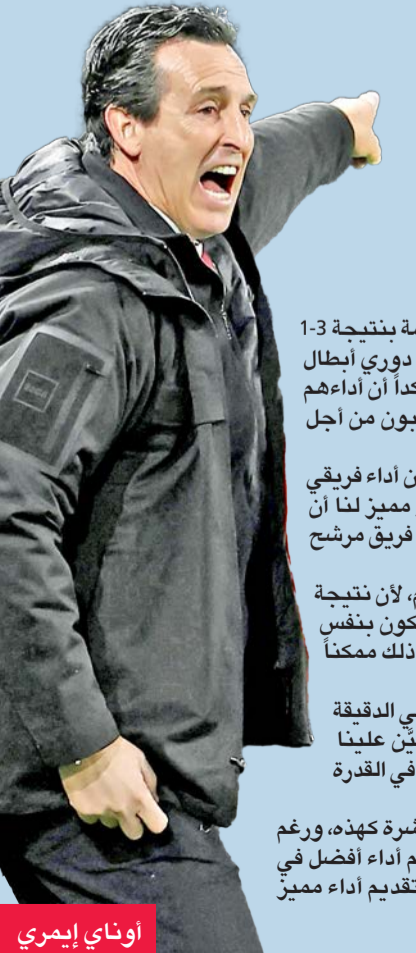 مة بنتيجة 3-1
دوري أبطال
كداً أن أداءهم
بون من أجل
ن أداء فريقي
مميز لنا أن
فريق مرشح
م، لأن نتيجة
كون بنفس
ذلك ممكناً
ي الدقيقة
يّن علينا
في القدرة
شرة كهذه، ورغم
م أداء أفضل في
تقديم أداء مميز
أوناي إيمري